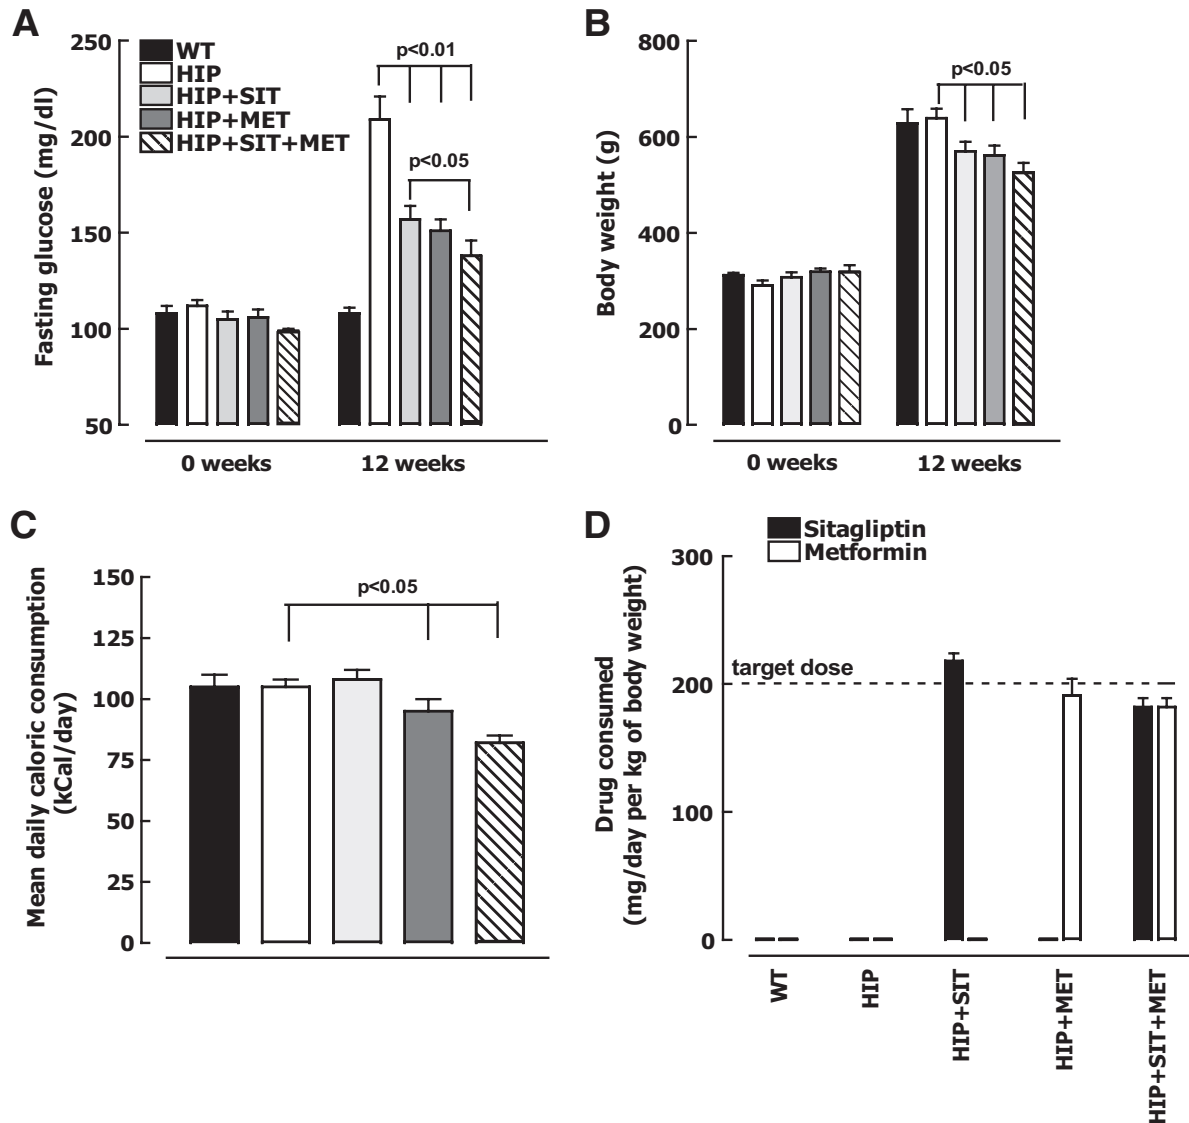 A
250
200
150
100
50
Fasting glucose (mg/dl)
WT
HIP
HIP+SIT
HIP+MET
HIP+SIT+MET
p<0.01
p<0.05
0 weeks
12 weeks
B
800
600
400
200
0
Body weight (g)
p<0.05
0 weeks
12 weeks
C
150
125
100
75
50
25
0
Mean daily caloric consumption
(kCal/day)
p<0.05
D
Sitagliptin
Metformin
300
200
100
0
Drug consumed
(mg/day per kg of body weight)
target dose
WT
HIP
HIP+SIT
HIP+MET
HIP+SIT+MET